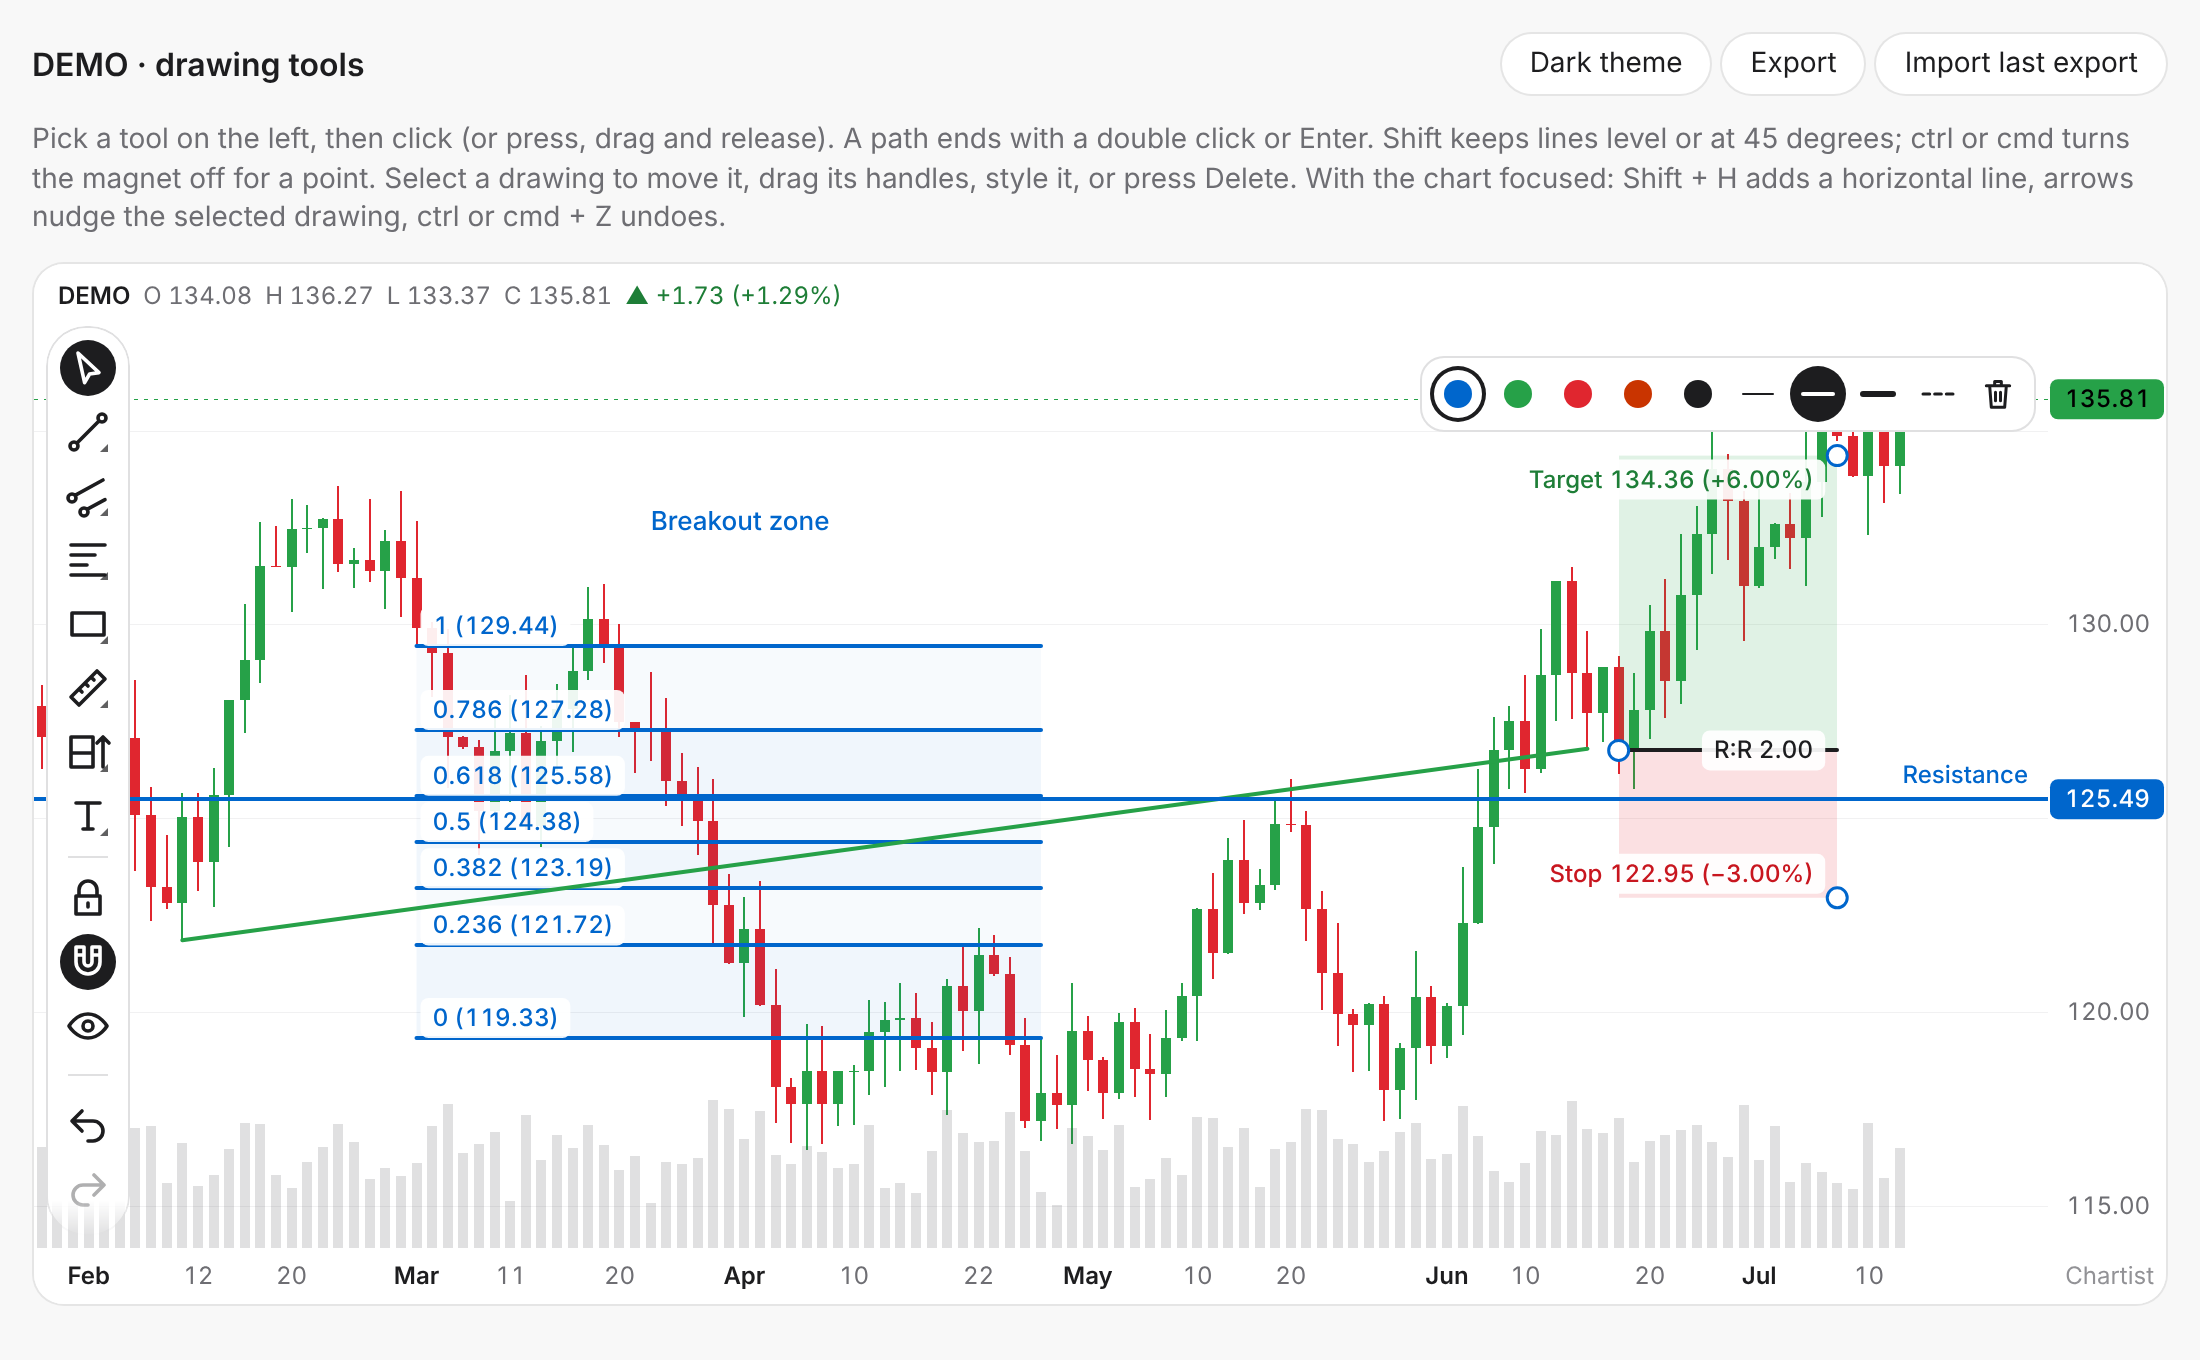 DEMO · drawing tools
Dark theme
Export
Import last export
Pick a tool on the left, then click (or press, drag and release). A path ends with a double click or Enter. Shift keeps lines level or at 45 degrees; ctrl or cmd turns
the magnet off for a point. Select a drawing to move it, drag its handles, style it, or press Delete. With the chart focused: Shift + H adds a horizontal line, arrows
nudge the selected drawing, ctrl or cmd + Z undoes.
DEMO O 134.08 H 136.27 L 133.37 C 135.81 ▲ +1.73 (+1.29%)
135.81
Target 134.36 (+6.00%)
Breakout zone
1 (129.44)
130.00
0.786 (127.28)
R:R 2.00
0.618 (125.58)
Resistance
125.49
0.5 (124.38)
0.382 (123.19)
Stop 122.95 (−3.00%)
0.236 (121.72)
0 (119.33)
120.00
115.00
Feb 12 20 Mar 11 20 Apr 10 22 May 10 20 Jun 10 20 Jul 10
Chartist